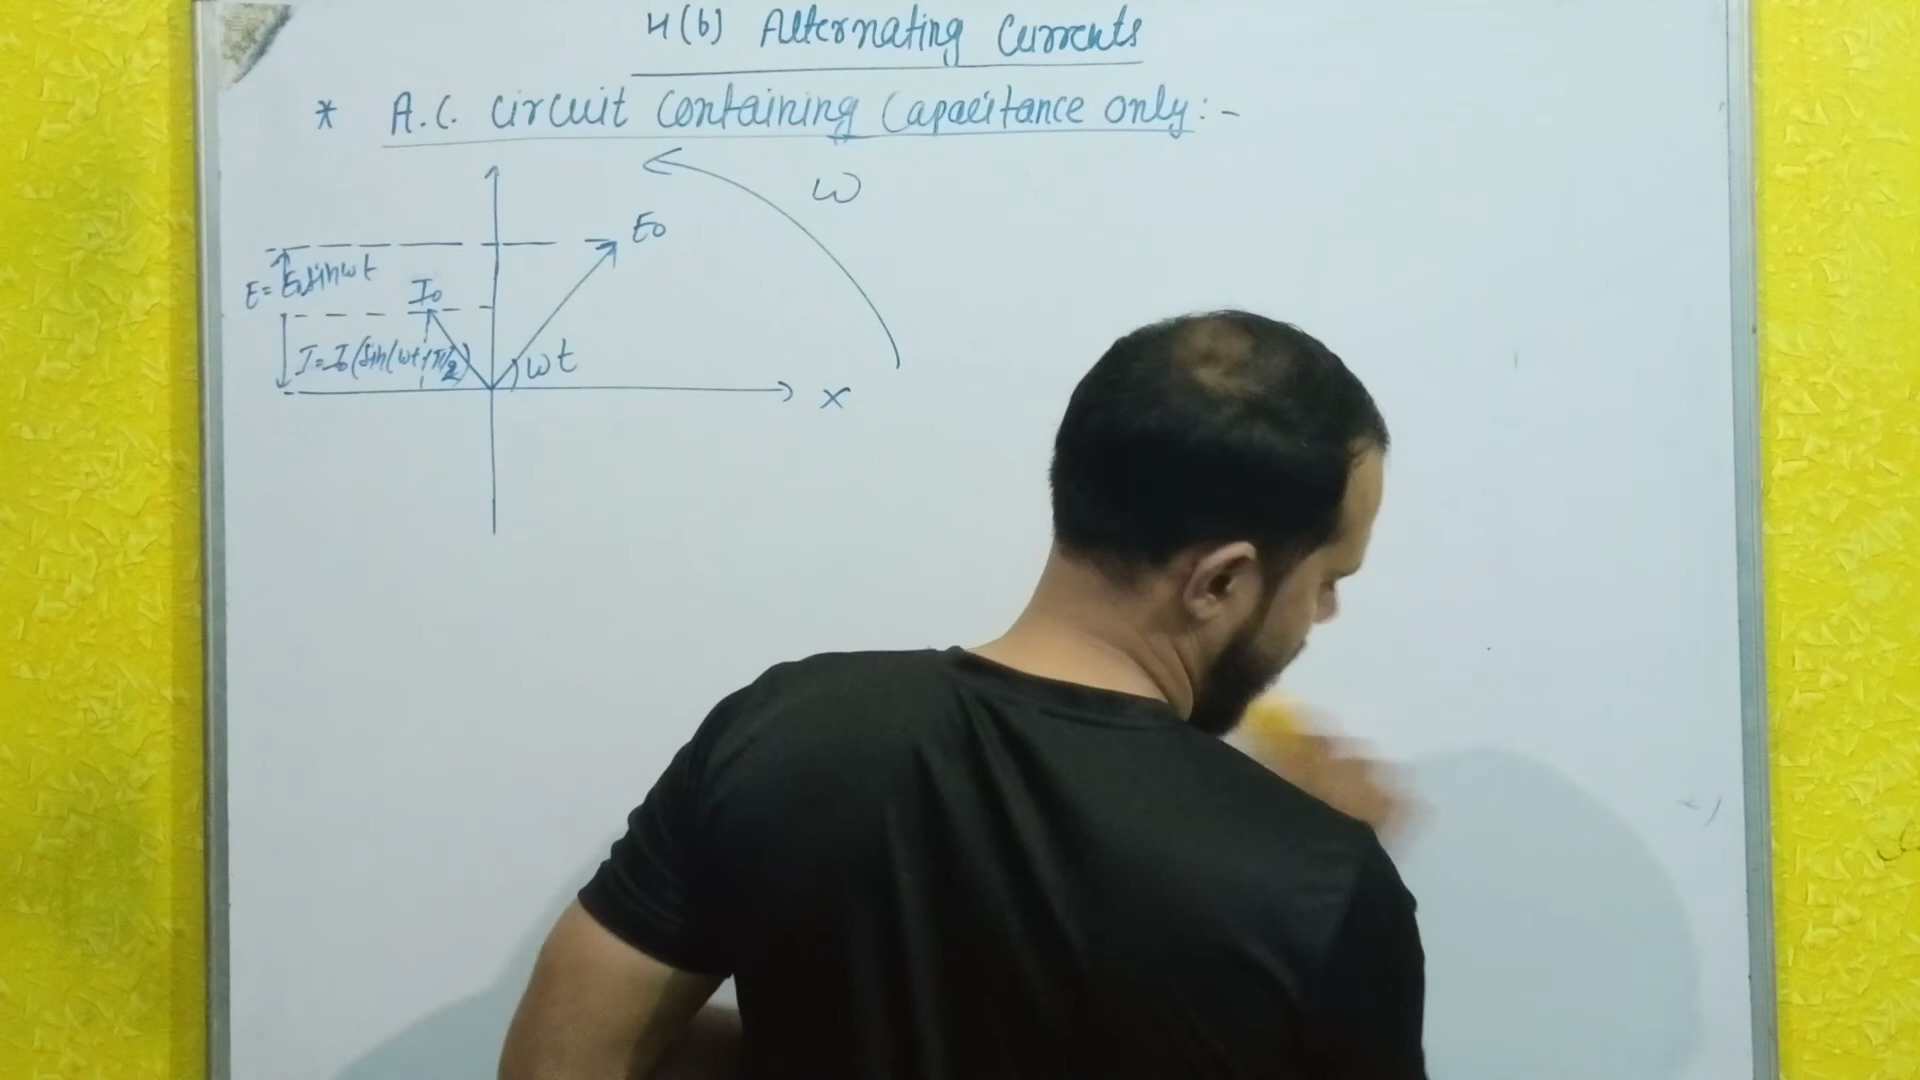 4(b) Alternating Currents
* A.C. Circuit Containing Capacitance only:-
ω
E0
E= E0sinωt
I0
I=I0(sin(ωt+π/2)
ωt
x